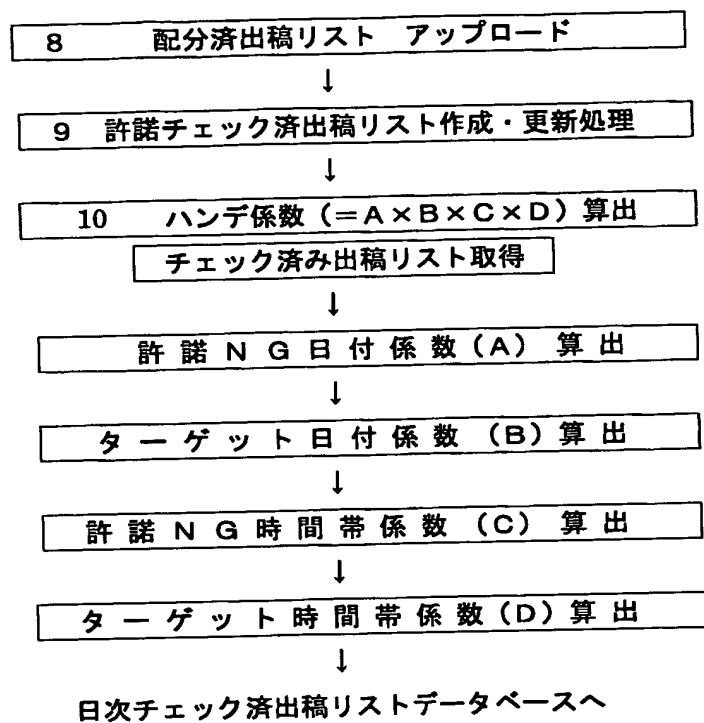 8 配分済出稿リスト アップロード
↓
9 許諾チェック済出稿リスト作成・更新処理
↓
10 ハンデ係数(=A×B×C×D)算出
チェック済み出稿リスト取得
↓
許諾NG日付係数(A)算出
↓
ターゲット日付係数(B)算出
↓
許諾NG時間帯係数(C)算出
↓
ターゲット時間帯係数(D)算出
↓
日次チェック済出稿リストデータベースへ